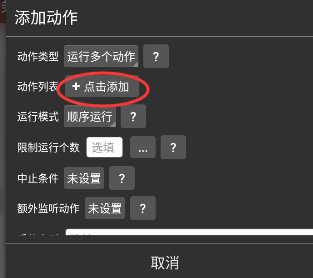 添加动作
动作类型 运行多个动作 ?
动作列表 + 点击添加
运行模式 顺序运行 ?
限制运行个数 选填 ... ?
中止条件 未设置 ?
额外监听动作 未设置 ?
取消